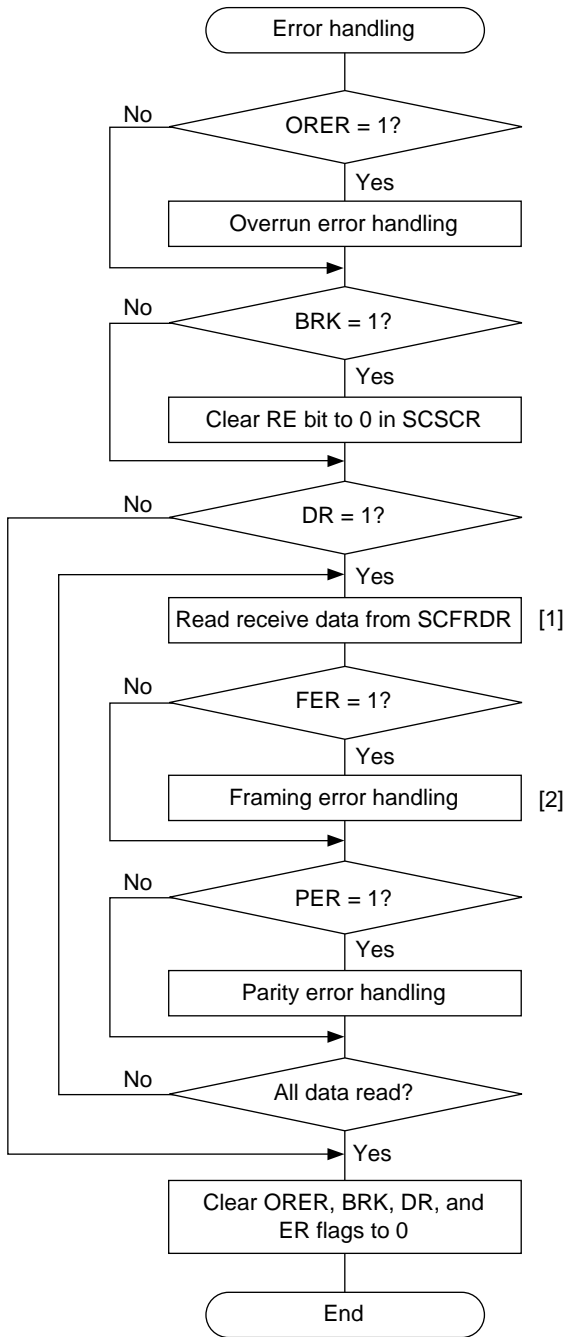 Error handling
No
ORER = 1?
Yes
Overrun error handling
No
BRK = 1?
Yes
Clear RE bit to 0 in SCSCR
No
DR = 1?
Yes
Read receive data from SCFRDR [1]
No
FER = 1?
Yes
Framing error handling [2]
No
PER = 1?
Yes
Parity error handling
No
All data read?
Yes
Clear ORER, BRK, DR, and
ER flags to 0
End